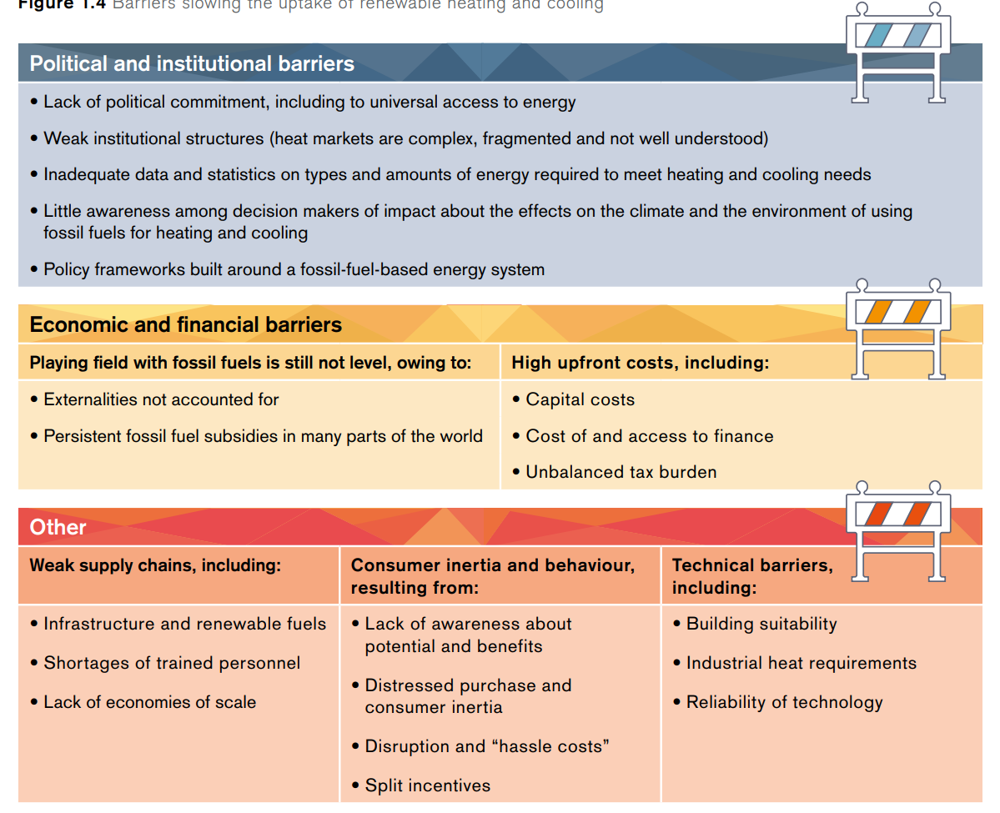 Figure 1.4 Barriers slowing the uptake of renewable heating and cooling
Political and institutional barriers
• Lack of political commitment, including to universal access to energy
• Weak institutional structures (heat markets are complex, fragmented and not well understood)
• Inadequate data and statistics on types and amounts of energy required to meet heating and cooling needs
• Little awareness among decision makers of impact about the effects on the climate and the environment of using
fossil fuels for heating and cooling
• Policy frameworks built around a fossil-fuel-based energy system
Economic and financial barriers
Playing field with fossil fuels is still not level, owing to:
• Externalities not accounted for
• Persistent fossil fuel subsidies in many parts of the world
High upfront costs, including:
• Capital costs
• Cost of and access to finance
• Unbalanced tax burden
Other
Weak supply chains, including:
• Infrastructure and renewable fuels
• Shortages of trained personnel
• Lack of economies of scale
Consumer inertia and behaviour,
resulting from:
• Lack of awareness about
potential and benefits
• Distressed purchase and
consumer inertia
• Disruption and “hassle costs”
• Split incentives
Technical barriers,
including:
• Building suitability
• Industrial heat requirements
• Reliability of technology